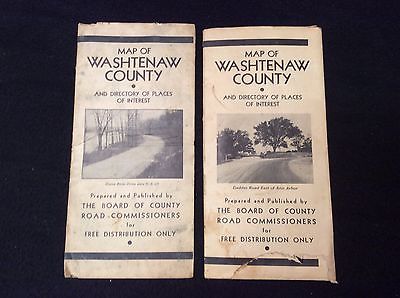 MAP OF
WASHTENAW
COUNTY
AND DIRECTORY OF PLACES
OF INTEREST
Prepared and Published by
THE BOARD OF COUNTY
ROAD COMMISSIONERS
for
FREE DISTRIBUTION ONLY
MAP OF
WASHTENAW
COUNTY
AND DIRECTORY OF PLACES
OF INTEREST
Geddes Road East of Ann Arbor
Prepared and Published by
THE BOARD OF COUNTY
ROAD COMMISSIONERS
for
FREE DISTRIBUTION ONLY